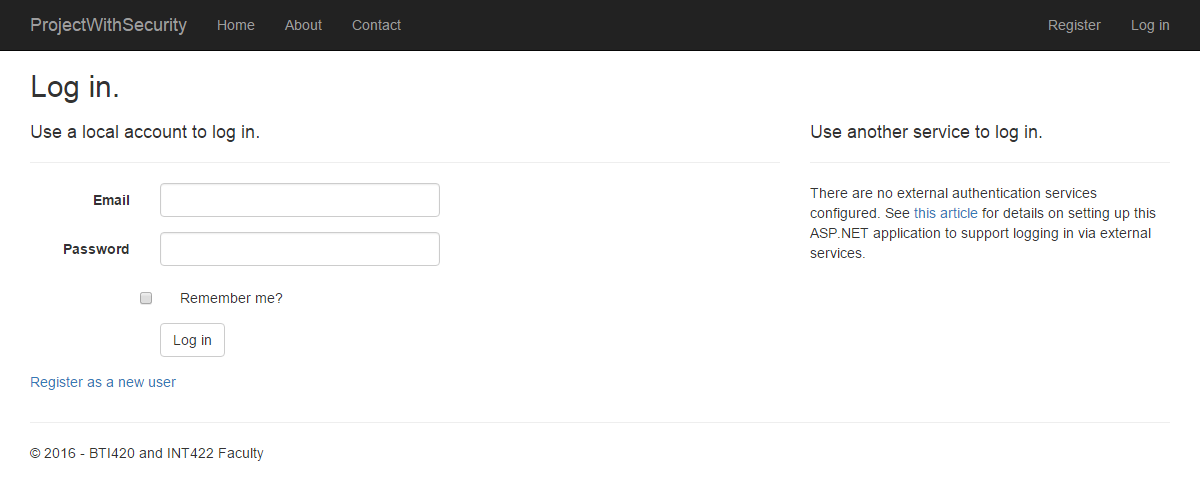 ProjectWithSecurity Home About Contact Register Log in
Log in.
Use a local account to log in.
Email
Password
Remember me?
Log in
Register as a new user
Use another service to log in.
There are no external authentication services
configured. See this article for details on setting up this
ASP.NET application to support logging in via external
services.
© 2016 - BTI420 and INT422 Faculty